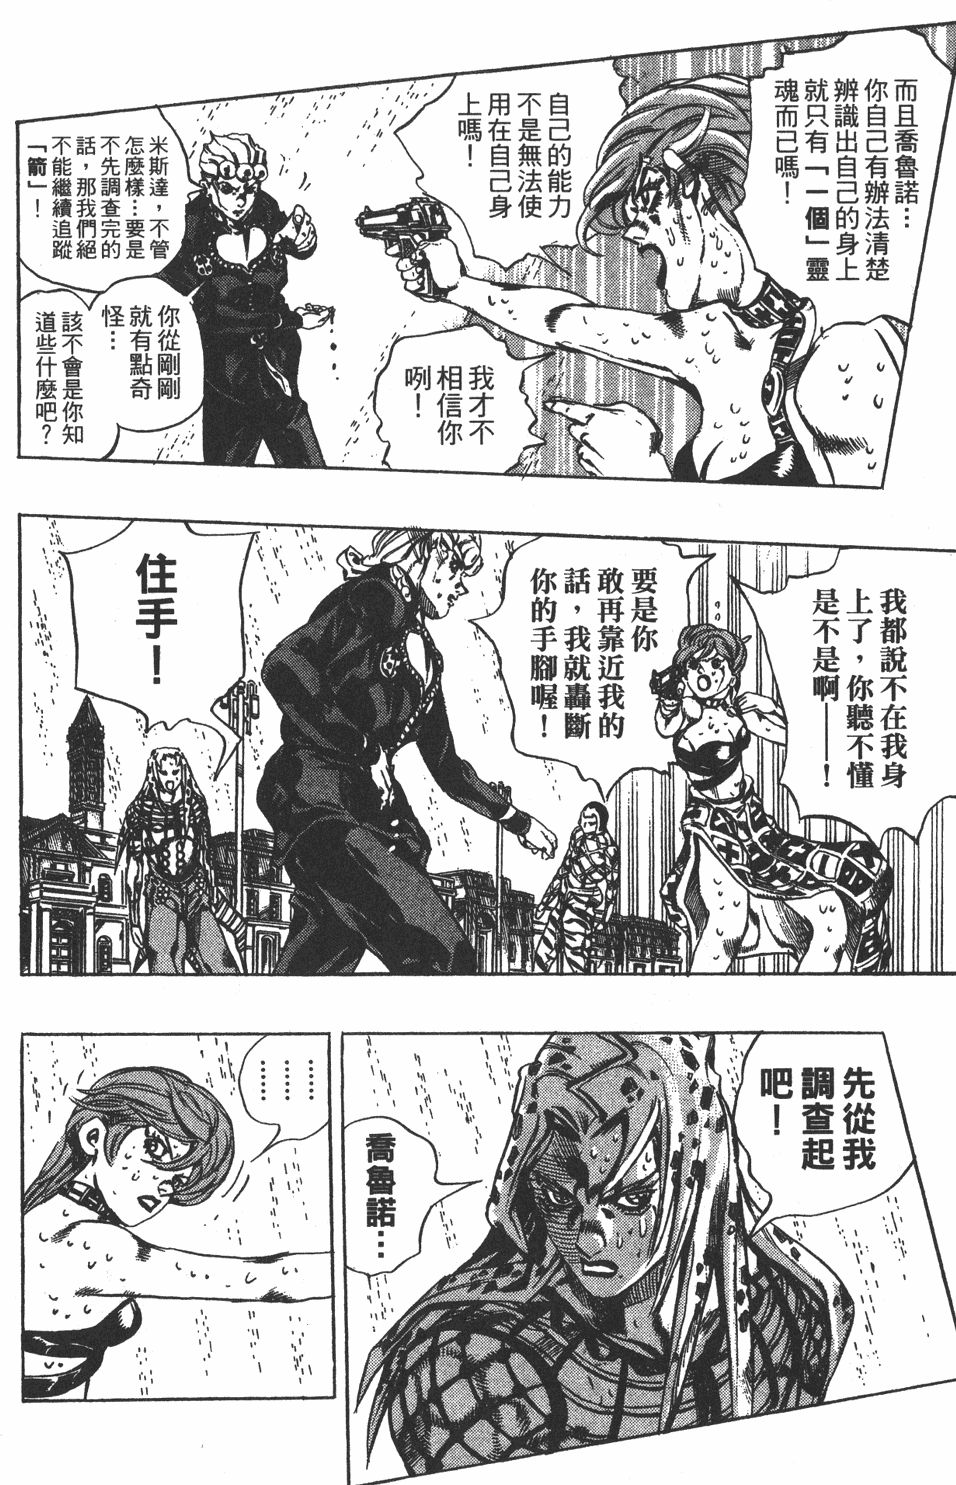 而且喬魯諾…
你自己有辦法清楚
辨識出自己的身上
就只有「一個」靈
魂而已嗎！
自己的能力
不是無法使
用在自己身
上嗎！
我才不
相信你
咧！
米斯達，不管
怎麼樣…要是
不先調查完的
話，那我們絕
不能繼續追蹤
「箭」！
你從剛剛
就有點奇
怪…
該不會是你知
道些什麼吧？
我都說不在我身
上了，你聽不懂
是不是啊——！
要是你
敢再靠近我的
話，我就轟斷
你的手腳喔！
住手！
先從我
調查起
吧！
喬魯諾…
………
………